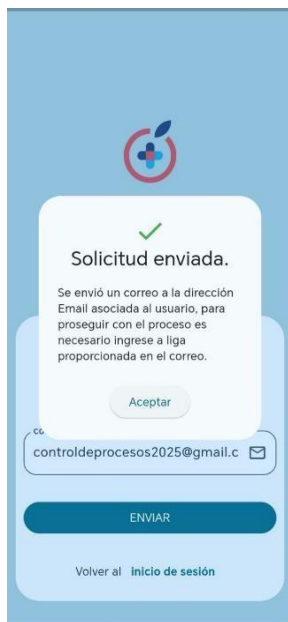 Solicitud enviada.
Se envió un correo a la dirección
Email asociada al usuario, para
proseguir con el proceso es
necesario ingrese a liga
proporcionada en el correo.
Aceptar
co
controldeprocesos2025@gmail.c
ENVIAR
Volver al inicio de sesión